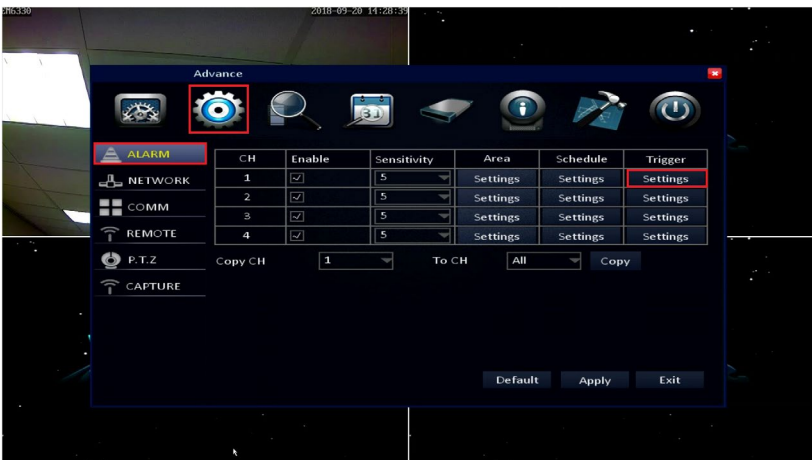 EM6330 2018-09-20 14:28:39
Advance
31
ALARM
NETWORK
COMM
REMOTE
P.T.Z
CAPTURE
CH Enable Sensitivity Area Schedule Trigger
1 5 Settings Settings Settings
2 5 Settings Settings Settings
3 5 Settings Settings Settings
4 5 Settings Settings Settings
Copy CH 1 To CH All Copy
Default Apply Exit